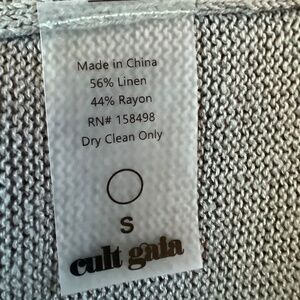 Made in China
56% Linen
44% Rayon
RN# 158498
Dry Clean Only
S
cult gaia